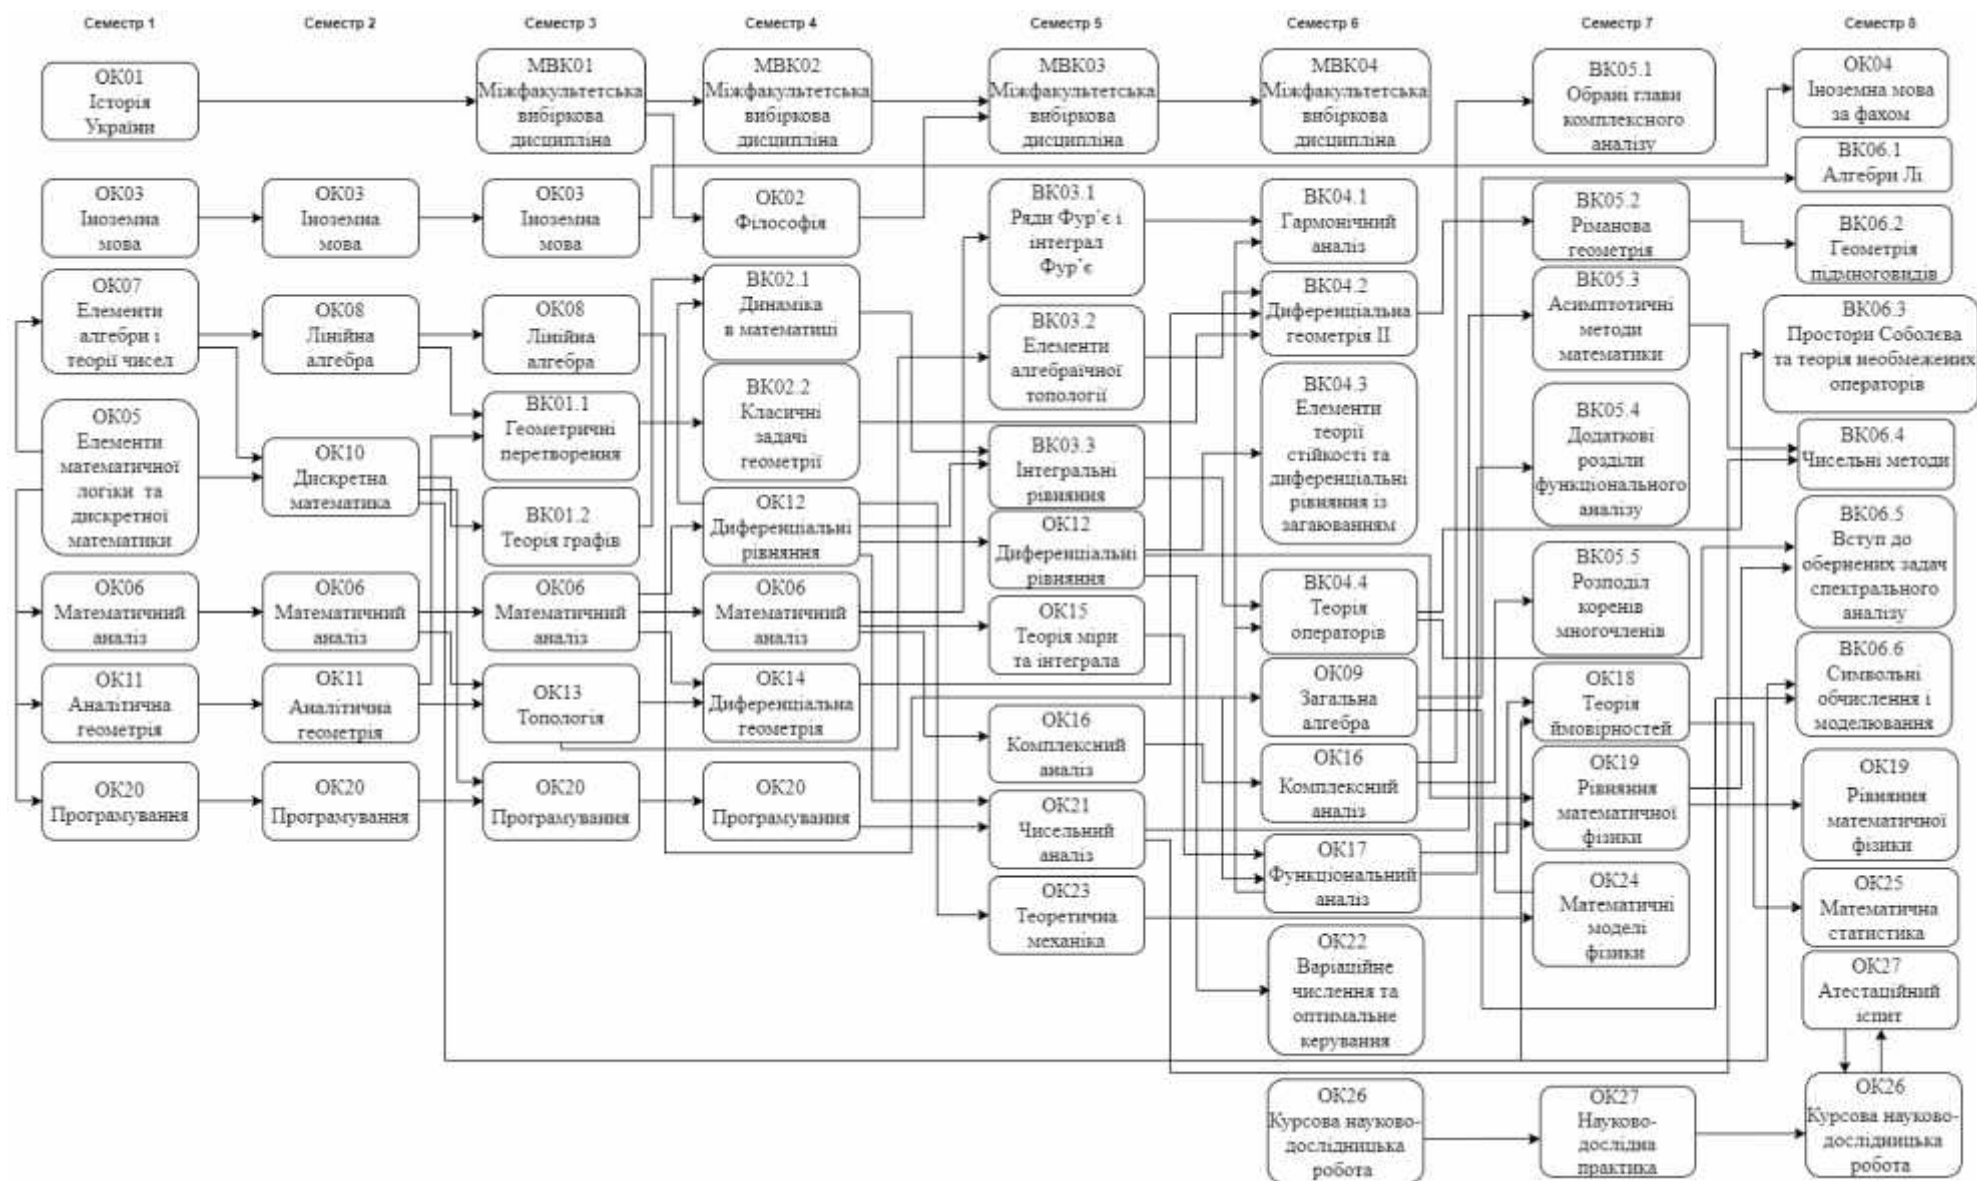 Семестр 1
Семестр 2
Семестр 3
Семестр 4
Семестр 5
Семестр 6
Семестр 7
Семестр 8
ОК01
Історія
України
ОК03
Іноземна
мова
ОК07
Елементи
алгебри і
теорії чисел
ОК05
Елементи
математичної
логіки та
дискретної
математики
ОК06
Математичний
аналіз
ОК11
Аналітична
геометрія
ОК20
Програмування
ОК03
Іноземна
мова
ОК08
Лінійна
алгебра
ОК10
Дискретна
математика
ОК06
Математичний
аналіз
ОК11
Аналітична
геометрія
ОК20
Програмування
МВК01
Міжфакультетська
вибіркова
дисципліна
ОК03
Іноземна
мова
ОК08
Лінійна
алгебра
ВК01.1
Геометричні
перетворення
ВК01.2
Теорія графів
ОК06
Математичний
аналіз
ОК13
Топологія
ОК20
Програмування
МВК02
Міжфакультетська
вибіркова
дисципліна
ОК02
Філософія
ВК02.1
Динаміка
в математиці
ВК02.2
Класичні
задачі
геометрії
ОК12
Диференціальні
рівняння
ОК06
Математичний
аналіз
ОК14
Диференціальна
геометрія
ОК20
Програмування
МВК03
Міжфакультетська
вибіркова
дисципліна
ВК03.1
Ряди Фур’є і
інтеграл
Фур’є
ВК03.2
Елементи
алгебраїчної
топології
ВК03.3
Інтегральні
рівняння
ОК12
Диференціальні
рівняння
ОК15
Теорія міри
та інтеграла
ОК16
Комплексний
аналіз
ОК21
Чисельний
аналіз
ОК23
Теоретична
механіка
МВК04
Міжфакультетська
вибіркова
дисципліна
ВК04.1
Гармонічний
аналіз
ВК04.2
Диференціальна
геометрія ІІ
ВК04.3
Елементи
теорії
стійкості та
диференціальні
рівняння із
загаюванням
ВК04.4
Теорія
операторів
ОК09
Загальна
алгебра
ОК16
Комплексний
аналіз
ОК17
Функціональний
аналіз
ОК22
Варіаційне
числення та
оптимальне
керування
ОК26
Курсова науково-
дослідницька
робота
ВК05.1
Обрані глави
комплексного
аналізу
ВК05.2
Ріманова
геометрія
ВК05.3
Асимптотичні
методи
математики
ВК05.4
Додаткові
розділи
функціонального
аналізу
ВК05.5
Розподіл
коренів
многочленів
ОК18
Теорія
ймовірностей
ОК19
Рівняння
математичної
фізики
ОК24
Математичні
моделі
фізики
ОК27
Науково-
дослідна
практика
ОК04
Іноземна мова
за фахом
ВК06.1
Алгебри Лі
ВК06.2
Геометрія
підмноговидів
ВК06.3
Простори Соболєва
та теорія необмежених
операторів
ВК06.4
Чисельні методи
ВК06.5
Вступ до
обернених задач
спектрального
аналізу
ВК06.6
Символьні
обчислення і
моделювання
ОК19
Рівняння
математичної
фізики
ОК25
Математична
статистика
ОК27
Атестаційний
іспит
ОК26
Курсова науково-
дослідницька
робота